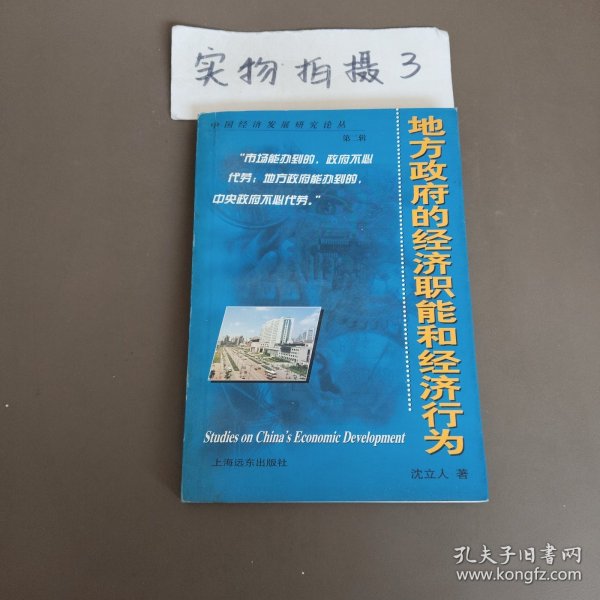 实物拍摄3
中国经济发展研究论丛
第二辑
“市场能办到的，政府不必
代劳；地方政府能办到的，
中央政府不必代劳。”
地方政府的经济职能和经济行为
Studies on China's Economic Development
上海远东出版社
沈立人 著
孔夫子旧书网
www.kongfz.com